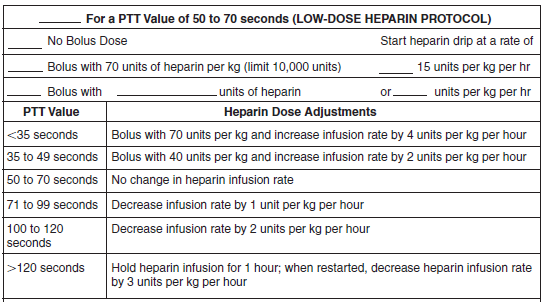 _____ For a PTT Value of 50 to 70 seconds (LOW-DOSE HEPARIN PROTOCOL)
_____ No Bolus Dose Start heparin drip at a rate of
_____ Bolus with 70 units of heparin per kg (limit 10,000 units) _____ 15 units per kg per hr
_____ Bolus with _______________ units of heparin or _____ units per kg per hr
PTT Value Heparin Dose Adjustments
<35 seconds Bolus with 70 units per kg and increase infusion rate by 4 units per kg per hour
35 to 49 seconds Bolus with 40 units per kg and increase infusion rate by 2 units per kg per hour
50 to 70 seconds No change in heparin infusion rate
71 to 99 seconds Decrease infusion rate by 1 unit per kg per hour
100 to 120 Decrease infusion rate by 2 units per kg per hour
seconds
>120 seconds Hold heparin infusion for 1 hour; when restarted, decrease heparin infusion rate
by 3 units per kg per hour